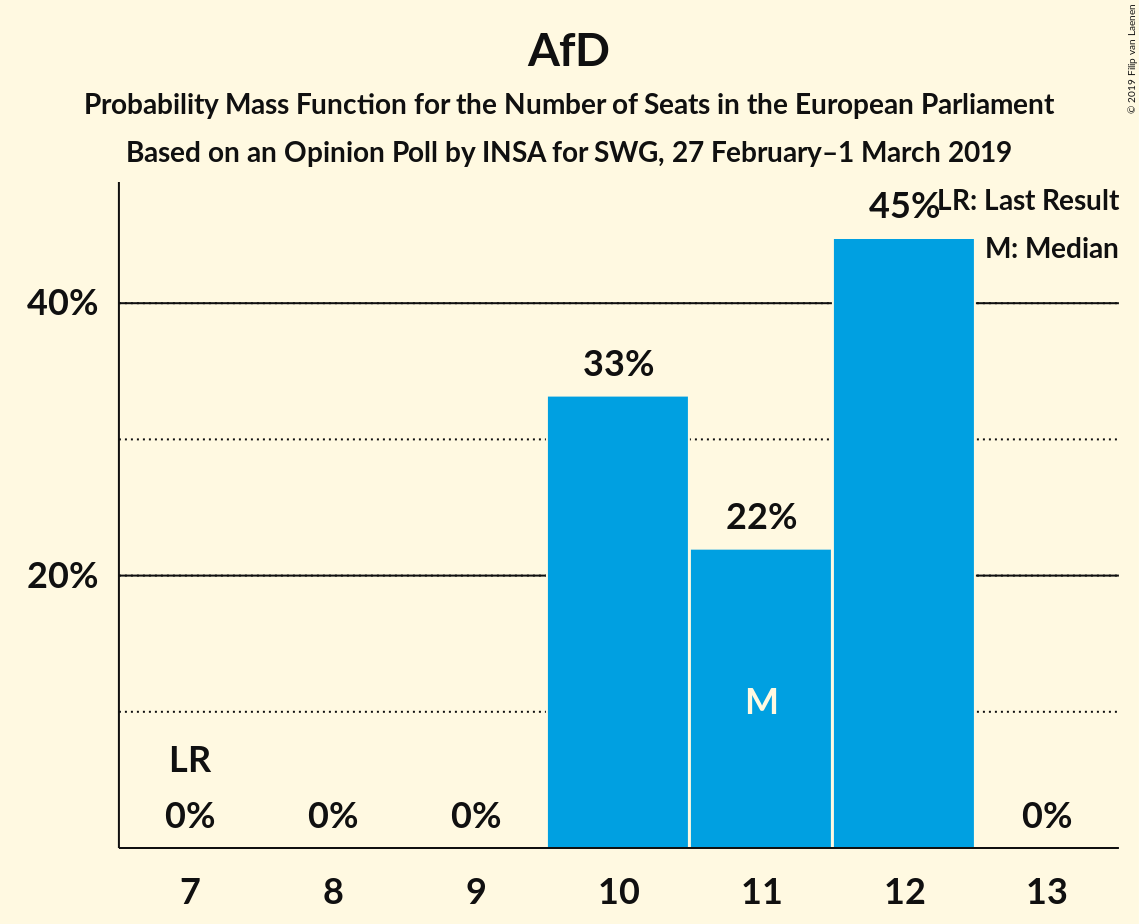 AfD
Probability Mass Function for the Number of Seats in the European Parliament
Based on an Opinion Poll by INSA for SWG, 27 February–1 March 2019
© 2019 Filip van Laenen
LR: Last Result
M: Median
45%
40%
33%
22%
20%
M
LR
0%
0%
0%
0%
7
8
9
10
11
12
13